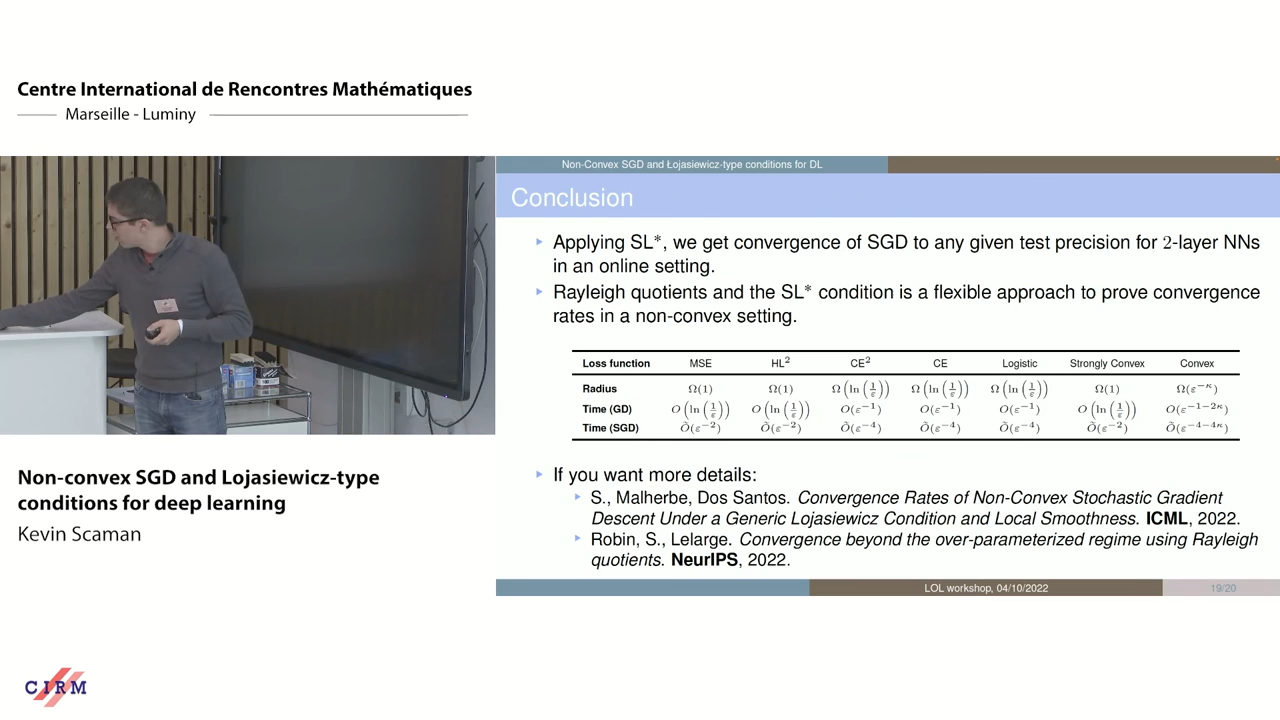 Centre International de Rencontres Mathématiques
Marseille - Luminy
Non-Convex SGD and Łojasiewicz-type conditions for DL
Conclusion
Applying SL*, we get convergence of SGD to any given test precision for 2-layer NNs
in an online setting.
Rayleigh quotients and the SL* condition is a flexible approach to prove convergence
rates in a non-convex setting.
Loss function MSE HL² CE² CE Logistic Strongly Convex Convex
Radius Ω(1) Ω(1) Ω(ln(1/ε)) Ω(ln(1/ε)) Ω(ln(1/ε)) Ω(1) Ω(ε^{-κ})
Time (GD) O(ln(1/ε)) O(ln(1/ε)) O(ε^{-1}) O(ε^{-1}) O(ε^{-1}) O(ln(1/ε)) O(ε^{-1-2κ})
Time (SGD) Õ(ε^{-2}) Õ(ε^{-2}) Õ(ε^{-4}) Õ(ε^{-4}) Õ(ε^{-4}) Õ(ε^{-2}) Õ(ε^{-4-4κ})
If you want more details:
S., Malherbe, Dos Santos. Convergence Rates of Non-Convex Stochastic Gradient
Descent Under a Generic Lojasiewicz Condition and Local Smoothness. ICML, 2022.
Robin, S., Lelarge. Convergence beyond the over-parameterized regime using Rayleigh
quotients. NeurIPS, 2022.
LOL workshop, 04/10/2022
19/20
Non-convex SGD and Lojasiewicz-type
conditions for deep learning
Kevin Scaman
CIRM